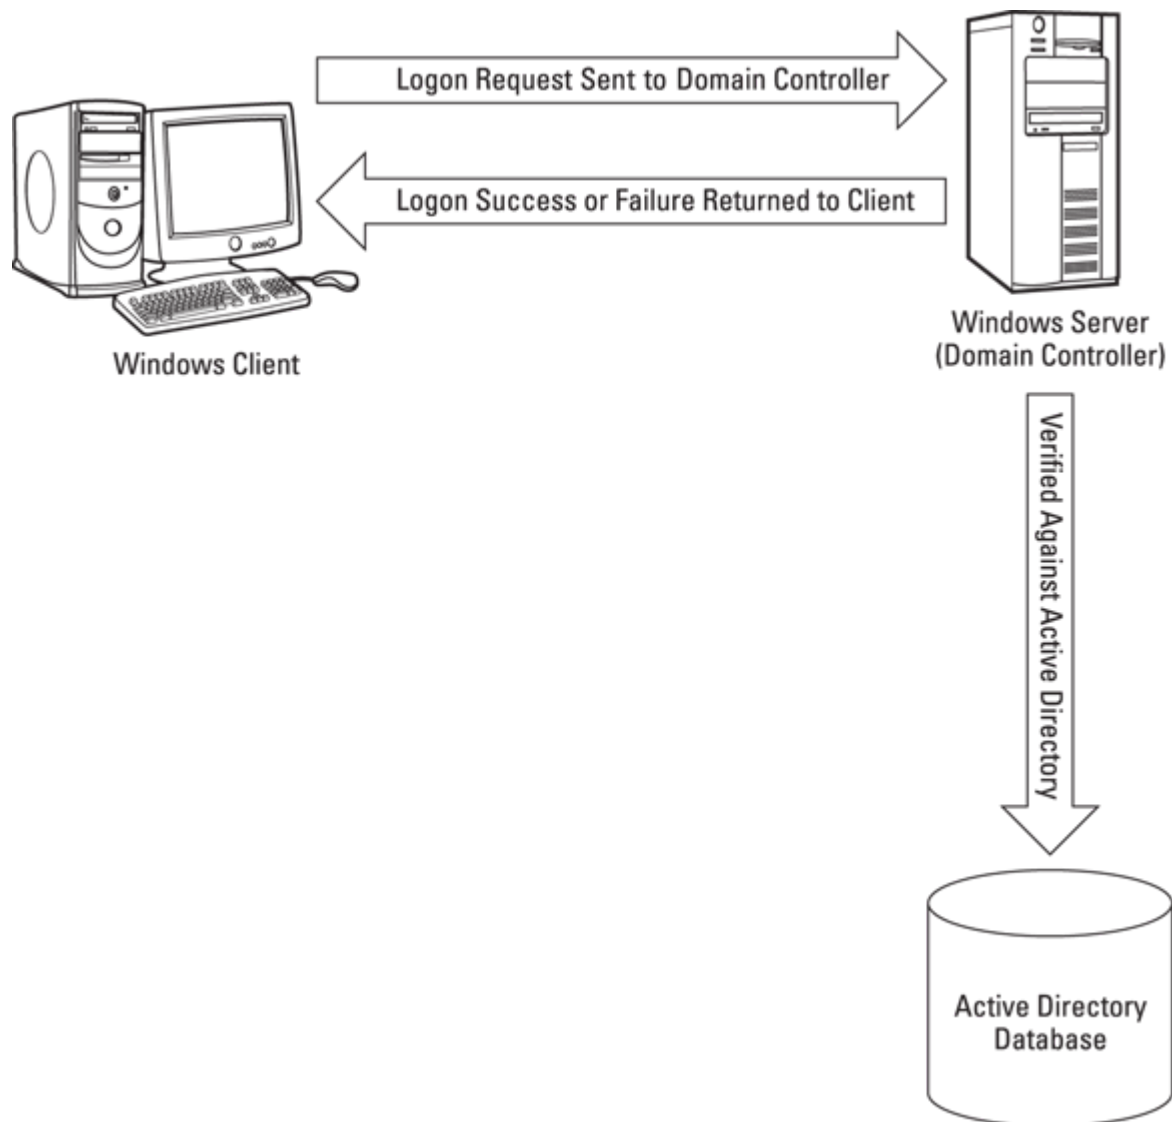 Logon Request Sent to Domain Controller
Logon Success or Failure Returned to Client
Windows Client
Windows Server
(Domain Controller)
Verified Against Active Directory
Active Directory
Database